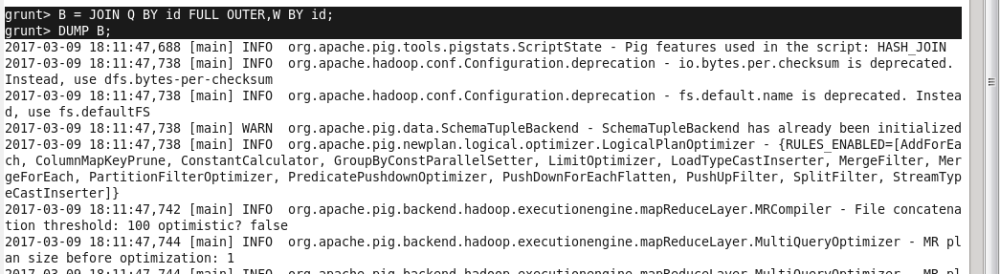 grunt> B = JOIN Q BY id FULL OUTER,W BY id;
grunt> DUMP B;
2017-03-09 18:11:47,688 [main] INFO  org.apache.pig.tools.pigstats.ScriptState - Pig features used in the script: HASH_JOIN
2017-03-09 18:11:47,738 [main] INFO  org.apache.hadoop.conf.Configuration.deprecation - io.bytes.per.checksum is deprecated.
Instead, use dfs.bytes-per-checksum
2017-03-09 18:11:47,738 [main] INFO  org.apache.hadoop.conf.Configuration.deprecation - fs.default.name is deprecated. Instea
d, use fs.defaultFS
2017-03-09 18:11:47,738 [main] WARN  org.apache.pig.data.SchemaTupleBackend - SchemaTupleBackend has already been initialized
2017-03-09 18:11:47,738 [main] INFO  org.apache.pig.newplan.logical.optimizer.LogicalPlanOptimizer - {RULES_ENABLED=[AddForEa
ch, ColumnMapKeyPrune, ConstantCalculator, GroupByConstParallelSetter, LimitOptimizer, LoadTypeCastInserter, MergeFilter, Mer
geForEach, PartitionFilterOptimizer, PredicatePushdownOptimizer, PushDownForEachFlatten, PushUpFilter, SplitFilter, StreamTyp
eCastInserter]}
2017-03-09 18:11:47,742 [main] INFO  org.apache.pig.backend.hadoop.executionengine.mapReduceLayer.MRCompiler - File concatena
tion threshold: 100 optimistic? false
2017-03-09 18:11:47,744 [main] INFO  org.apache.pig.backend.hadoop.executionengine.mapReduceLayer.MultiQueryOptimizer - MR pl
an size before optimization: 1
2017-03-09 18:11:47,744 [main] INFO  org.apache.pig.backend.hadoop.executionengine.mapReduceLayer.MultiQueryOptimizer - MR pl